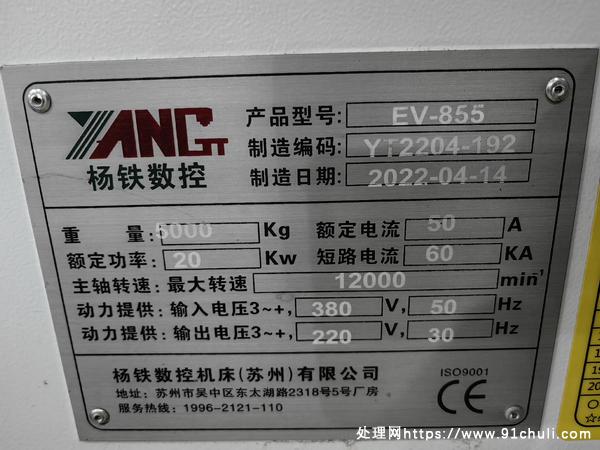 YANG YT
杨铁数控
产品型号: EV-855
制造编码: YT2204-192
制造日期: 2022-04-14
重 量: 5000 Kg 额定电流 50 A
额定功率: 20 Kw 短路电流 60 KA
主轴转速: 最大转速 12000 min-1
动力提供: 输入电压3~+, 380 V, 50 Hz
动力提供: 输出电压3~+, 220 V, 30 Hz
杨铁数控机床(苏州)有限公司
地址: 苏州市吴中区东太湖路2318号5号厂房
服务热线: 1996-2121-110
ISO9001
CE
处理网https://www.91chuli.com/